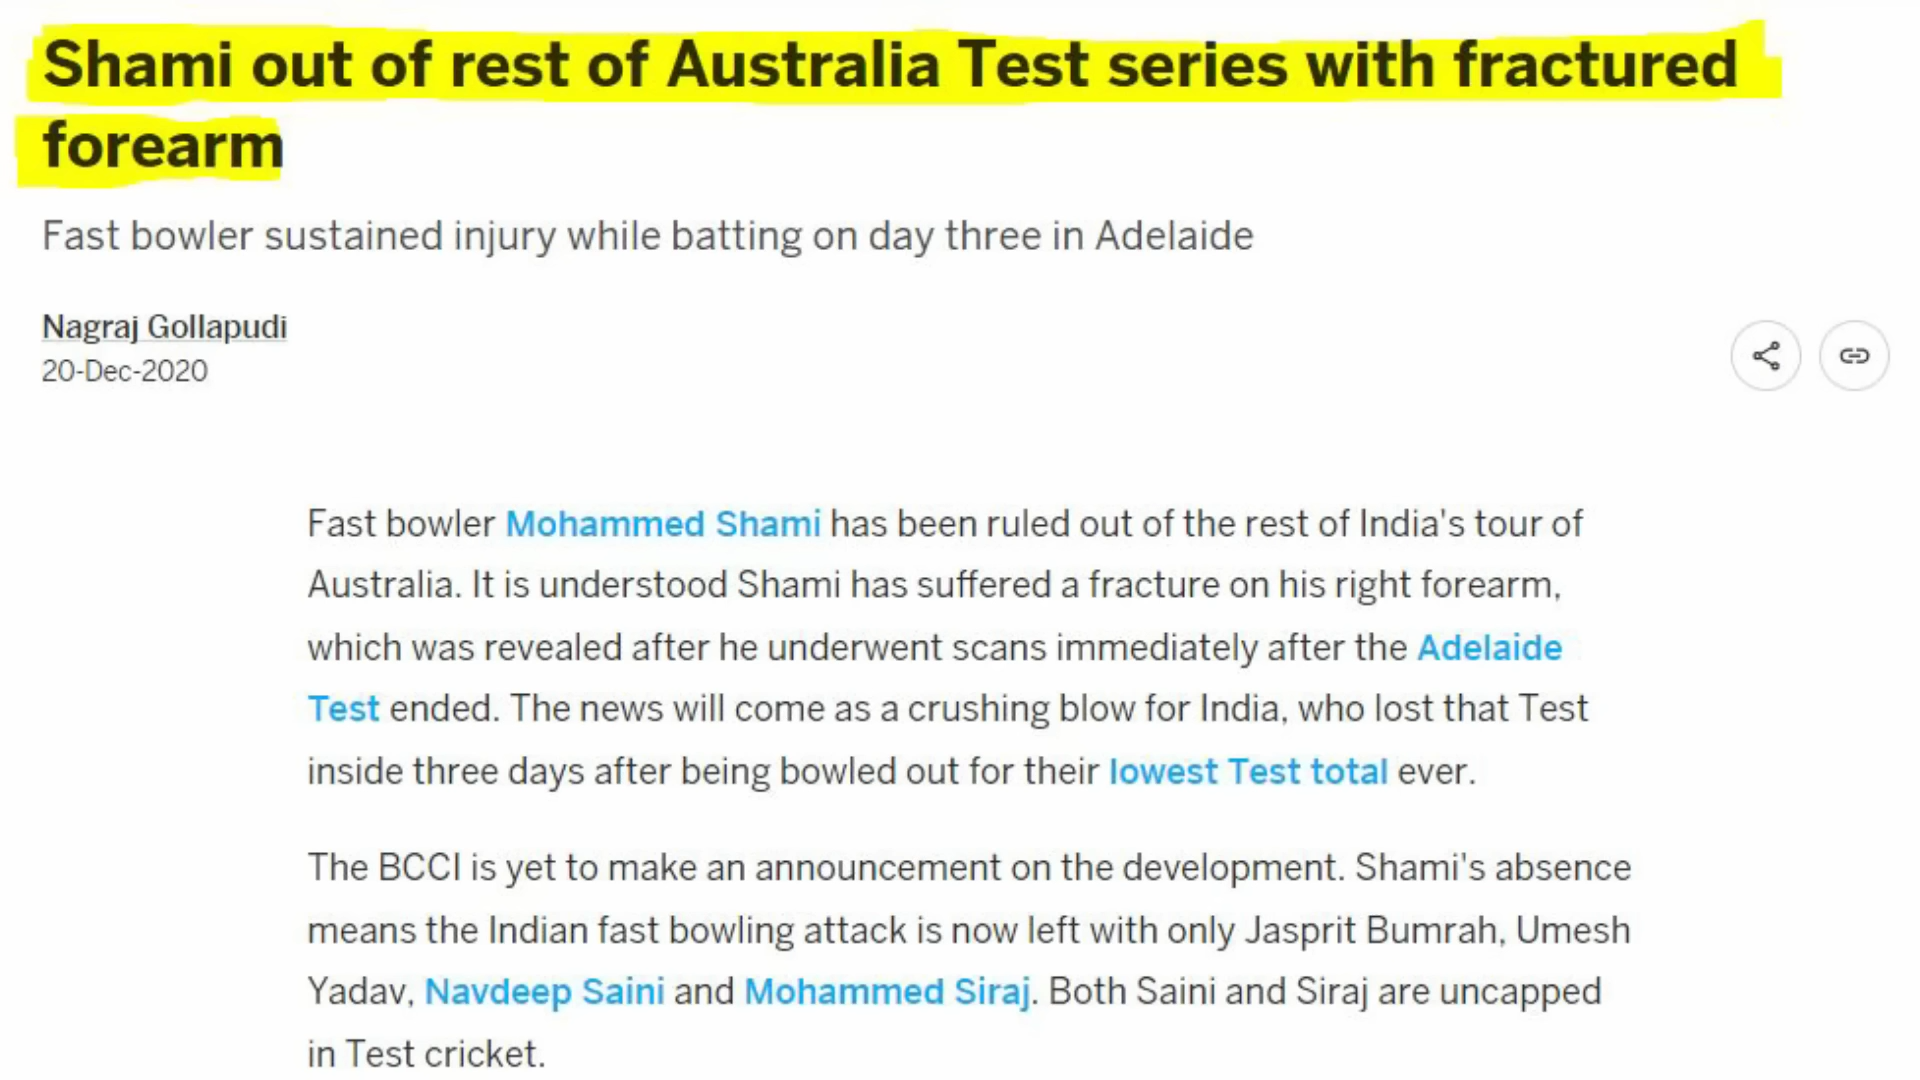 Shami out of rest of Australia Test series with fractured
forearm
Fast bowler sustained injury while batting on day three in Adelaide
Nagraj Gollapudi
20-Dec-2020
Fast bowler Mohammed Shami has been ruled out of the rest of India's tour of
Australia. It is understood Shami has suffered a fracture on his right forearm,
which was revealed after he underwent scans immediately after the Adelaide
Test ended. The news will come as a crushing blow for India, who lost that Test
inside three days after being bowled out for their lowest Test total ever.
The BCCI is yet to make an announcement on the development. Shami's absence
means the Indian fast bowling attack is now left with only Jasprit Bumrah, Umesh
Yadav, Navdeep Saini and Mohammed Siraj. Both Saini and Siraj are uncapped
in Test cricket.